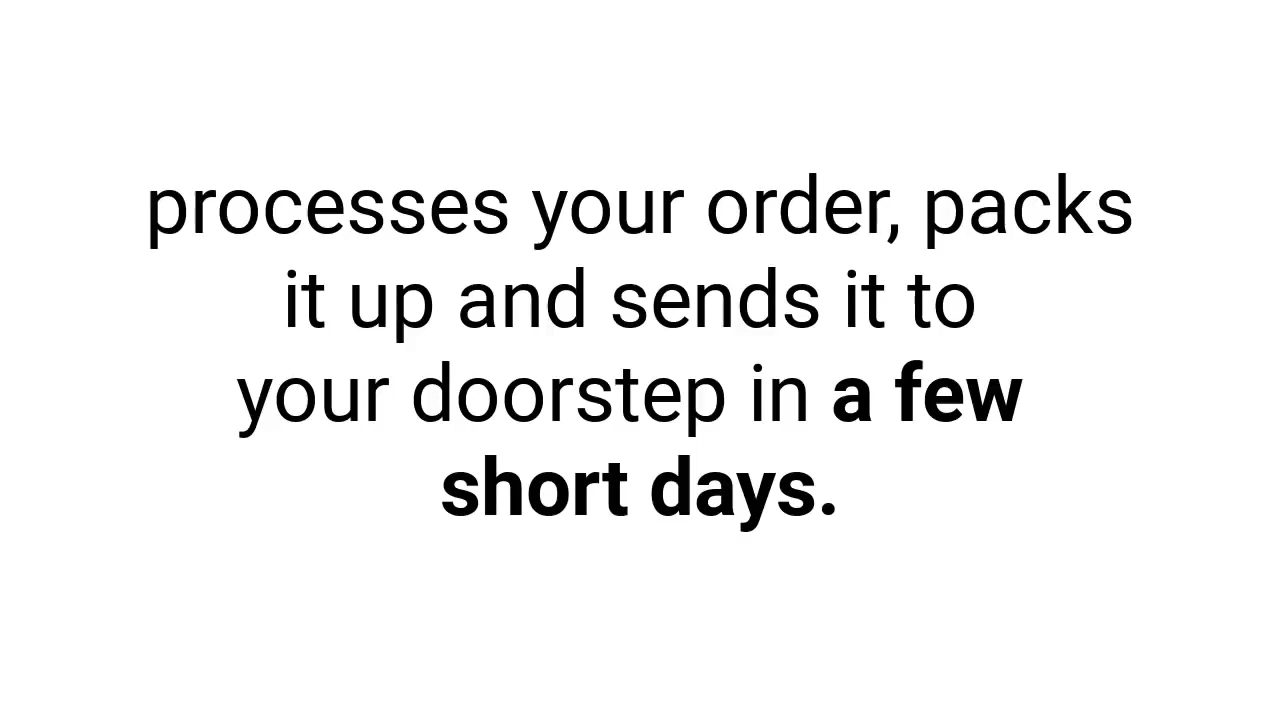 processes your order, packs
it up and sends it to
your doorstep in a few
short days.